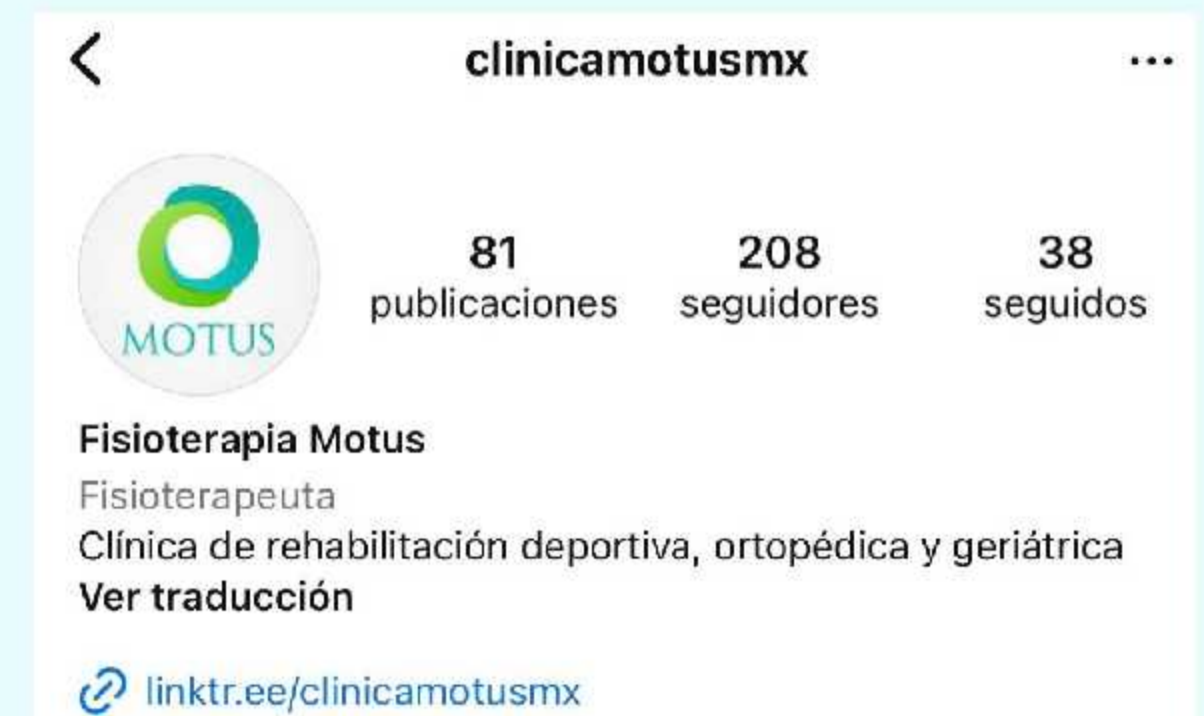 clinicamotusmx
MOTUS
81 208 38
publicaciones seguidores seguidos
Fisioterapia Motus
Fisioterapeuta
Clínica de rehabilitación deportiva, ortopédica y geriátrica
Ver traducción
linktr.ee/clinicamotusmx